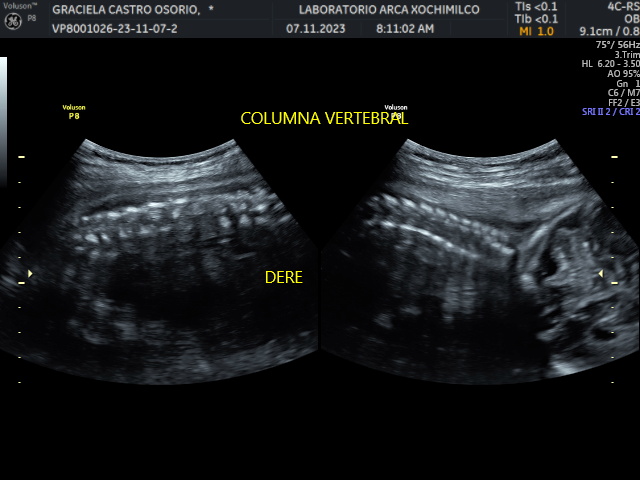 Voluson™
P8
GRACIELA CASTRO OSORIO, *
LABORATORIO ARCA XOCHIMILCO
VP8001026-23-11-07-2
07.11.2023
8:11:02 AM
TIs <0.1
TIb <0.1
MI 1.0
4C-RS
OB
9.1cm / 0.8
75°/ 56Hz
3.Trim
HL 6.20 - 3.50
AO 95%
Gn 1
C6 / M7
FF2 / E3
SRI II 2 / CRI 2
Voluson
P8
Voluson
P8
COLUMNA VERTEBRAL
DERE